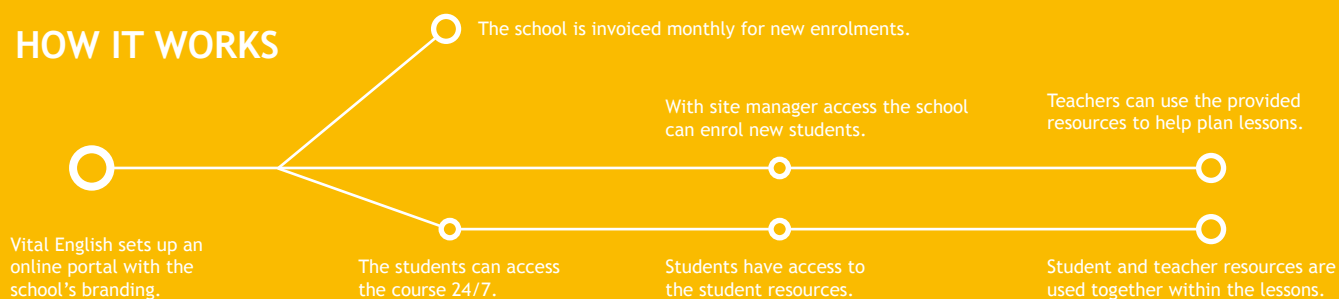 HOW IT WORKS
The school is invoiced monthly for new enrolments.
With site manager access the school
can enrol new students.
Teachers can use the provided
resources to help plan lessons.
Vital English sets up an
online portal with the
school's branding.
The students can access
the course 24/7.
Students have access to
the student resources.
Student and teacher resources are
used together within the lessons.